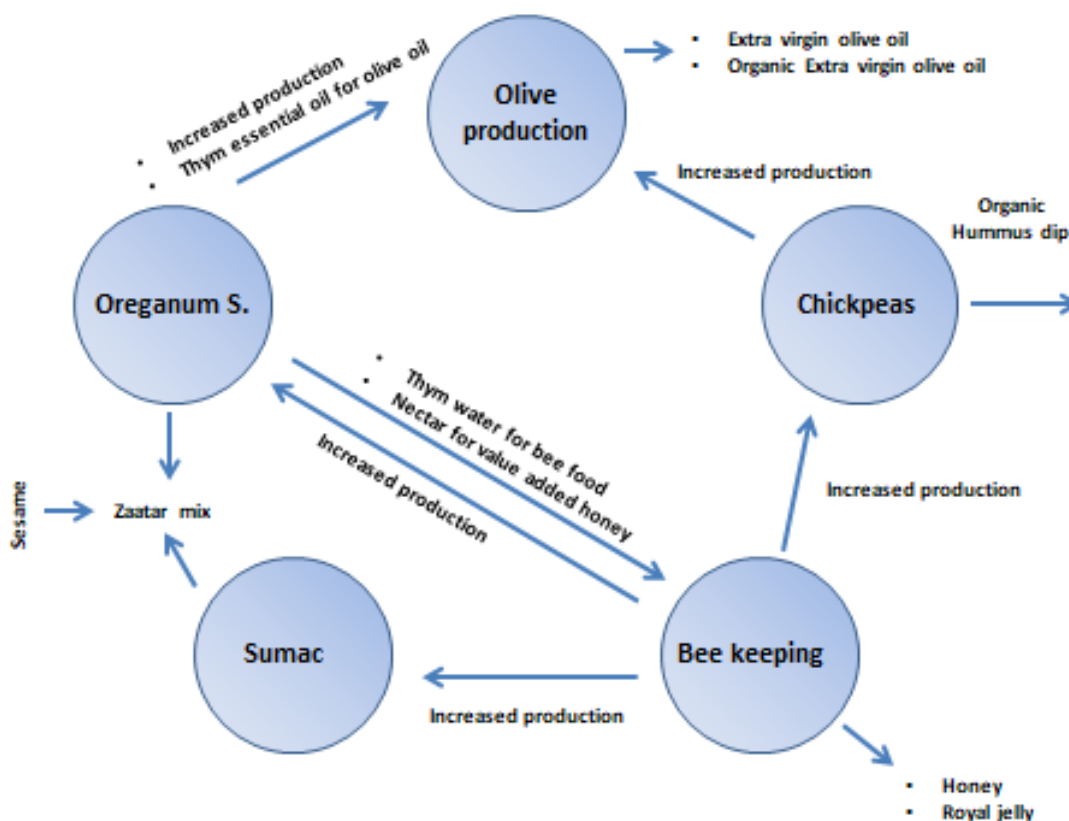 • Increased production
• Thym essential oil for olive oil
Olive
production
• Extra virgin olive oil
• Organic Extra virgin olive oil
Increased production
Organic
Hummus dip
Oreganum S.
Chickpeas
• Thym water for bee food
• Nectar for value added honey
Increased production
Increased production
Sesame
Zaatar mix
Sumac
Bee keeping
Increased production
• Honey
• Royal jelly